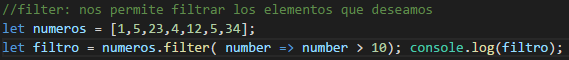 //filter: nos permite filtrar los elementos que deseamos
let numeros = [1,5,23,4,12,5,34];
let filtro = numeros.filter( number => number > 10); console.log(filtro);